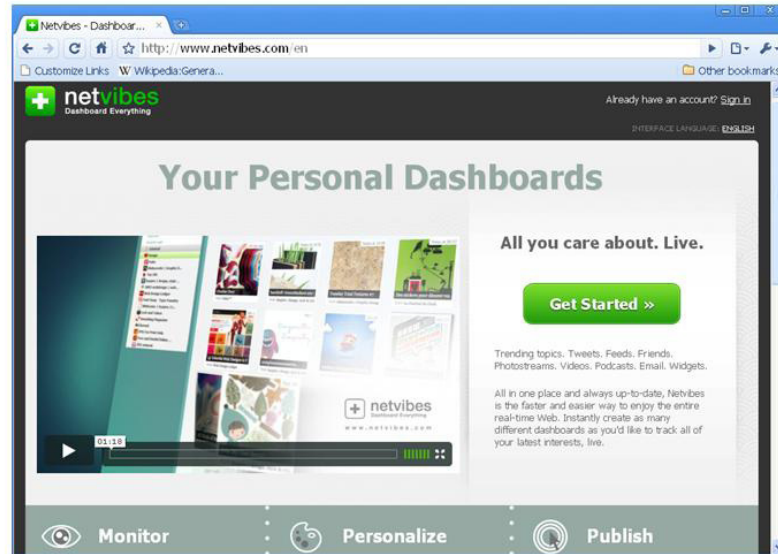 Netvibes - Dashboar...
http://www.netvibes.com/en
Customize Links
Wikipedia:Genera...
Other bookmarks
netvibes
Dashboard Everything
Already have an account? Sign in
INTERFACE LANGUAGE: ENGLISH
Your Personal Dashboards
All you care about. Live.
Get Started »
netvibes
Dashboard Everything
www.netvibes.com
01:18
Trending topics. Tweets. Feeds. Friends.
Photostreams. Videos. Podcasts. Email. Widgets.
All in one place and always up-to-date, Netvibes
is the faster and easier way to enjoy the entire
real-time Web. Instantly create as many
different dashboards as you'd like to track all of
your latest interests, live.
Monitor
Personalize
Publish